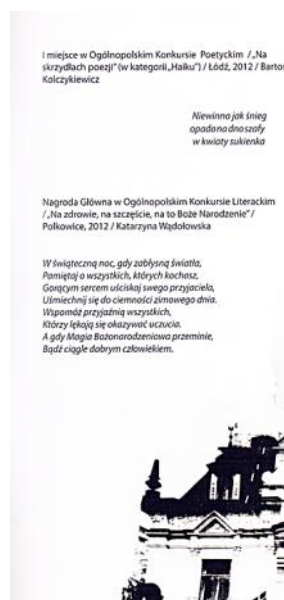 I miejsce w Ogólnopolskim Konkursie Poetyckim / „Na
skrzydłach poezji” (w kategorii „Haiku”) / Łódź, 2012 / Bartos
Kolczykiewicz
Niewinna jak śnieg
opada na dno szafy
w kwiaty sukienka
Nagroda Główna w Ogólnopolskim Konkursie Literackim
/ „Na zdrowie, na szczęście, na to Boże Narodzenie” /
Polkowice, 2012 / Katarzyna Wądołowska
W świąteczną noc, gdy zabłysną światła,
Pamiętaj o wszystkich, których kochasz,
Gorącym sercem uściskaj swego przyjaciela,
Uśmiechnij się do ciemności zimowego dnia.
Wspomóż przyjaźnią wszystkich,
Którzy lękają się okazywać uczucia.
A gdy Magia Bożonarodzeniowa przeminie,
Bądź ciągle dobrym człowiekiem.